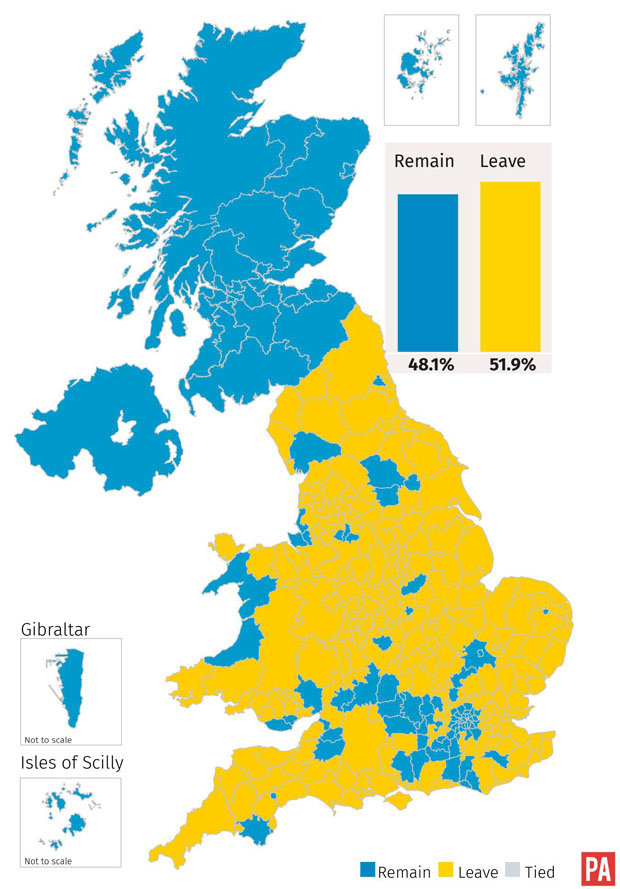 Remain Leave
48.1% 51.9%
Gibraltar
Not to scale
Isles of Scilly
Not to scale
Remain Leave Tied
PA